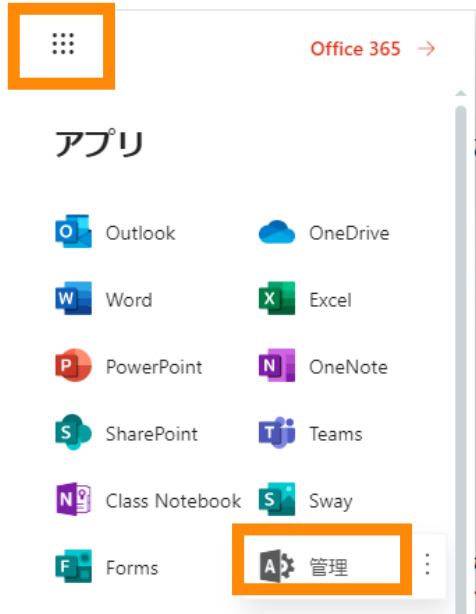 Office 365 →
アプリ
Outlook
OneDrive
Word
Excel
PowerPoint
OneNote
SharePoint
Teams
Class Notebook
Sway
Forms
管理